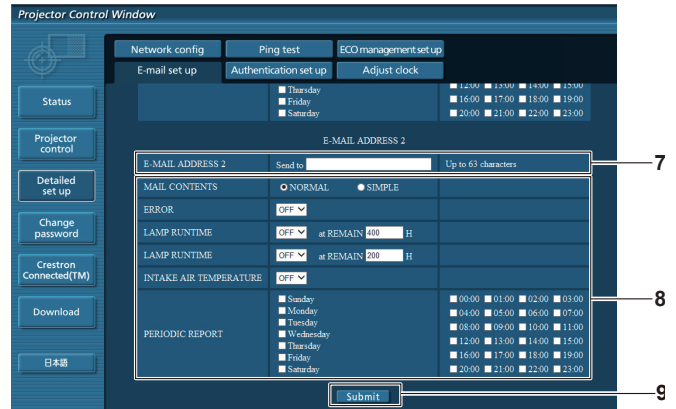 Projector Control Window
Network config Ping test ECO management set up
E-mail set up Authentication set up Adjust clock
Status
Projector control
Detailed set up
Change password
Crestron Connected(TM)
Download
日本語
Thursday 12:00 13:00 14:00 15:00
Friday 16:00 17:00 18:00 19:00
Saturday 20:00 21:00 22:00 23:00
E-MAIL ADDRESS 2
E-MAIL ADDRESS 2 Send to Up to 63 characters 7
MAIL CONTENTS NORMAL SIMPLE
ERROR OFF
LAMP RUNTIME OFF at REMAIN 400 H
LAMP RUNTIME OFF at REMAIN 200 H
INTAKE AIR TEMPERATURE OFF
8
PERIODIC REPORT
Sunday 00:00 01:00 02:00 03:00
Monday 04:00 05:00 06:00 07:00
Tuesday 08:00 09:00 10:00 11:00
Wednesday 12:00 13:00 14:00 15:00
Thursday 16:00 17:00 18:00 19:00
Friday 20:00 21:00 22:00 23:00
Saturday
Submit 9